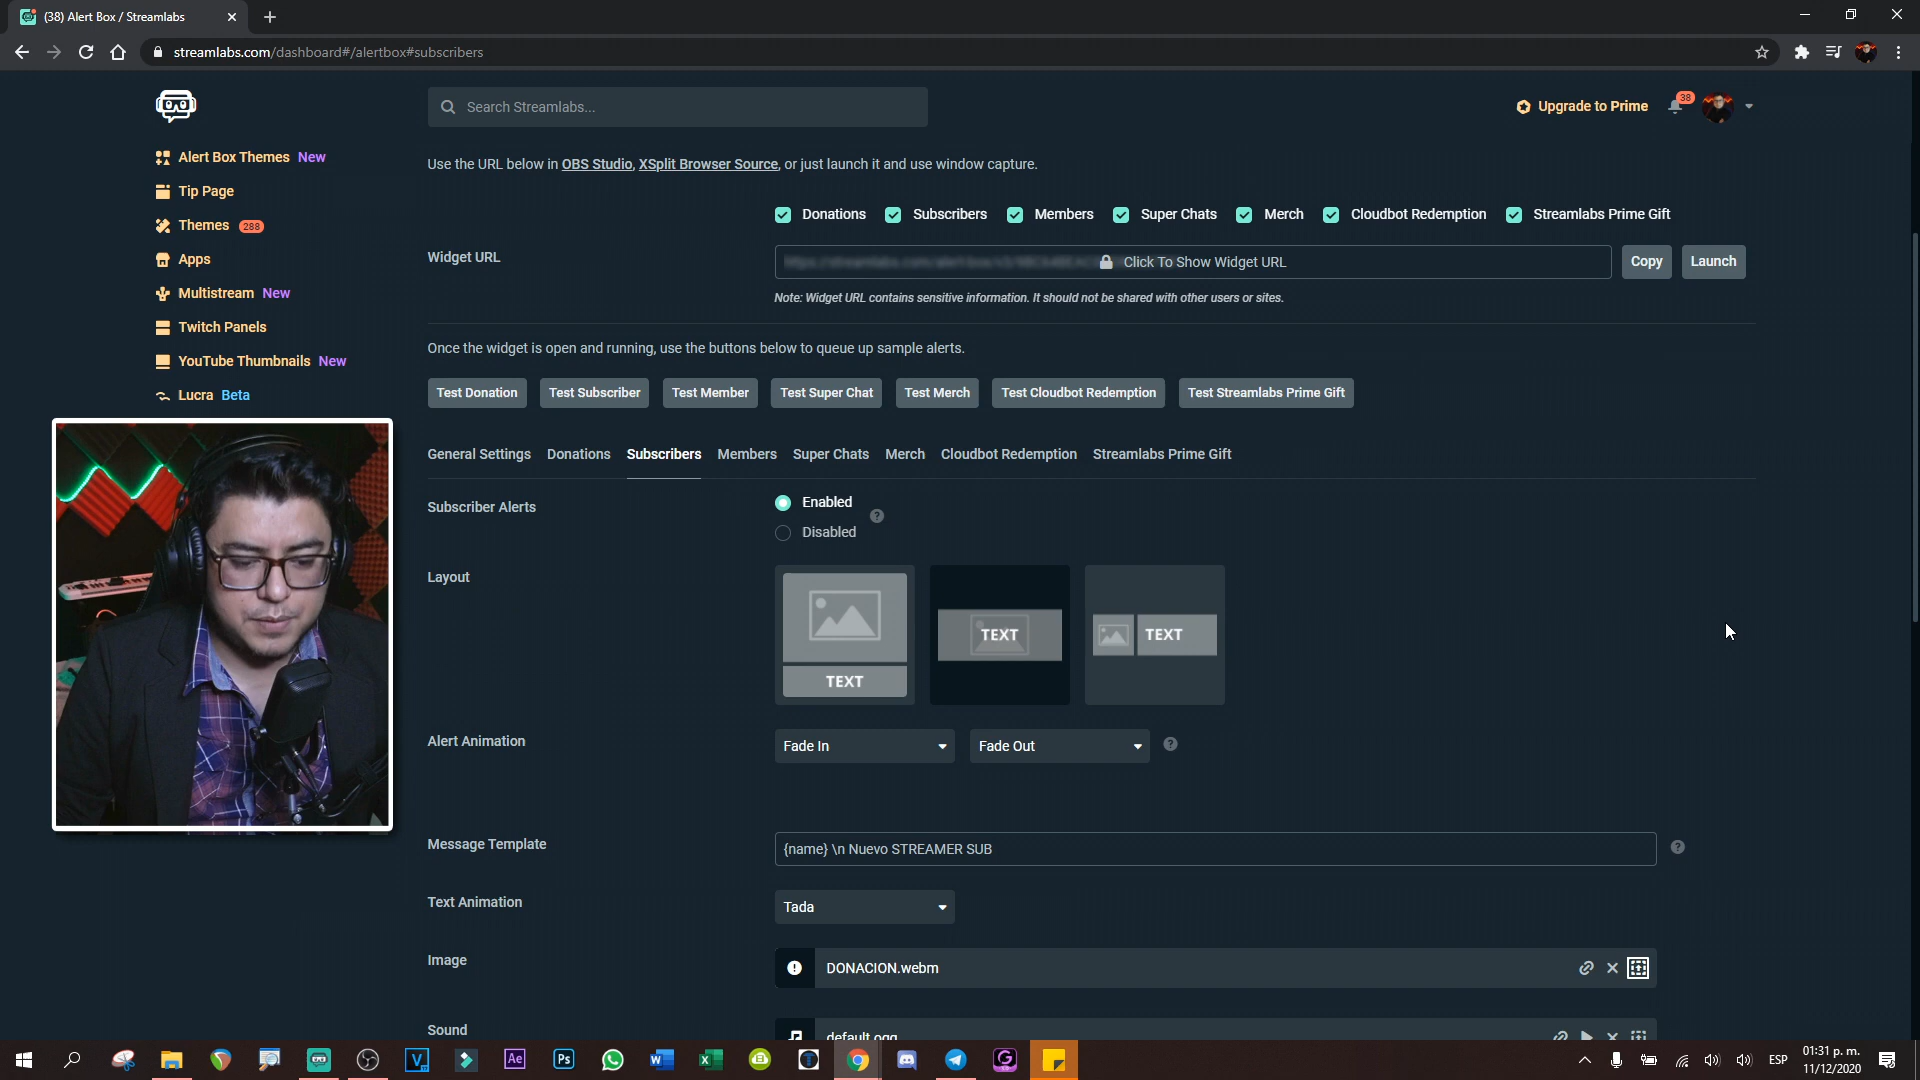 (38) Alert Box / Streamlabs
streamlabs.com/dashboard#/alertbox#subscribers
Search Streamlabs...
Upgrade to Prime
38
Alert Box Themes New
Tip Page
Themes 288
Apps
Multistream New
Twitch Panels
YouTube Thumbnails New
Lucra Beta
Use the URL below in OBS Studio, XSplit Browser Source, or just launch it and use window capture.
Donations Subscribers Members Super Chats Merch Cloudbot Redemption Streamlabs Prime Gift
Widget URL
Click To Show Widget URL
Copy Launch
Note: Widget URL contains sensitive information. It should not be shared with other users or sites.
Once the widget is open and running, use the buttons below to queue up sample alerts.
Test Donation Test Subscriber Test Member Test Super Chat Test Merch Test Cloudbot Redemption Test Streamlabs Prime Gift
General Settings Donations Subscribers Members Super Chats Merch Cloudbot Redemption Streamlabs Prime Gift
Subscriber Alerts
Enabled
Disabled
Layout
TEXT
TEXT
TEXT
Alert Animation
Fade In Fade Out
Message Template
{name} \n Nuevo STREAMER SUB
Text Animation
Tada
Image
DONACION.webm
Sound
default.ogg
Ae
Ps
ESP
01:31 p. m.
11/12/2020